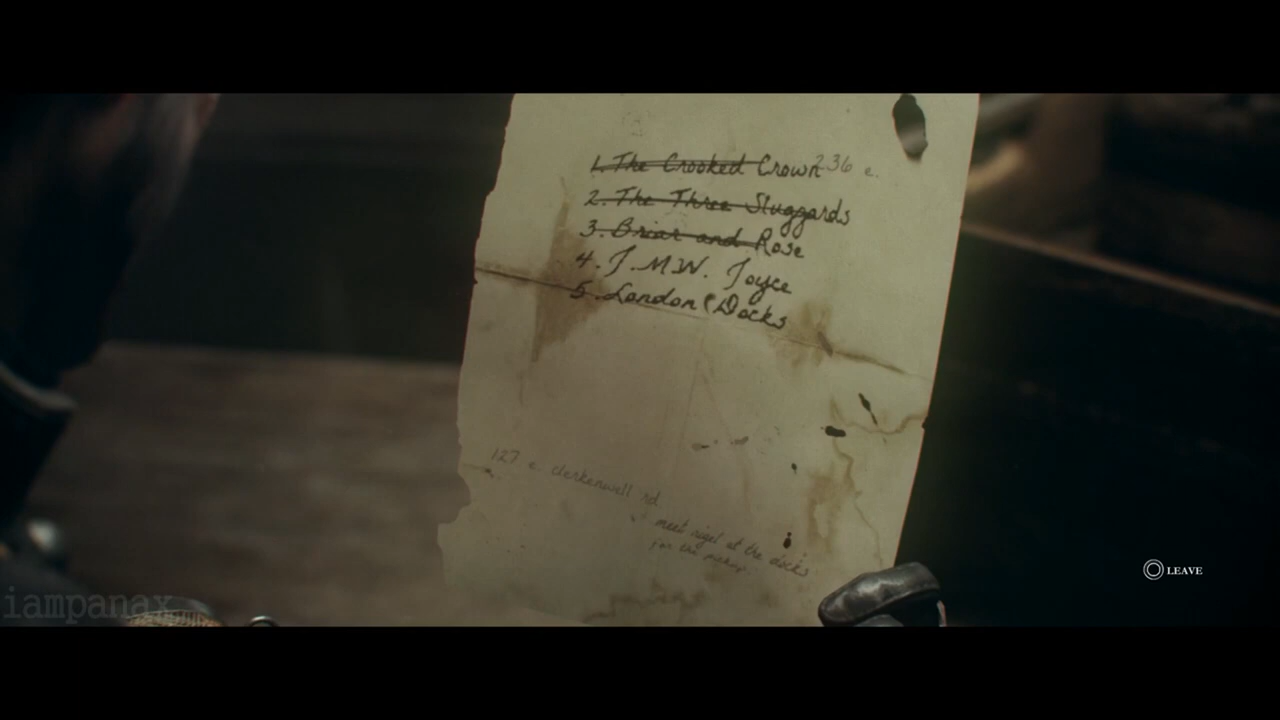 1. The Crooked Crown 236 e.
2. The Three Sluggards
3. Briar and Rose
4. J.M.W. Joyce
5. London Docks
127 e. clerkenwell rd
meet nigel at the docks
for the pickup
LEAVE
iampanax